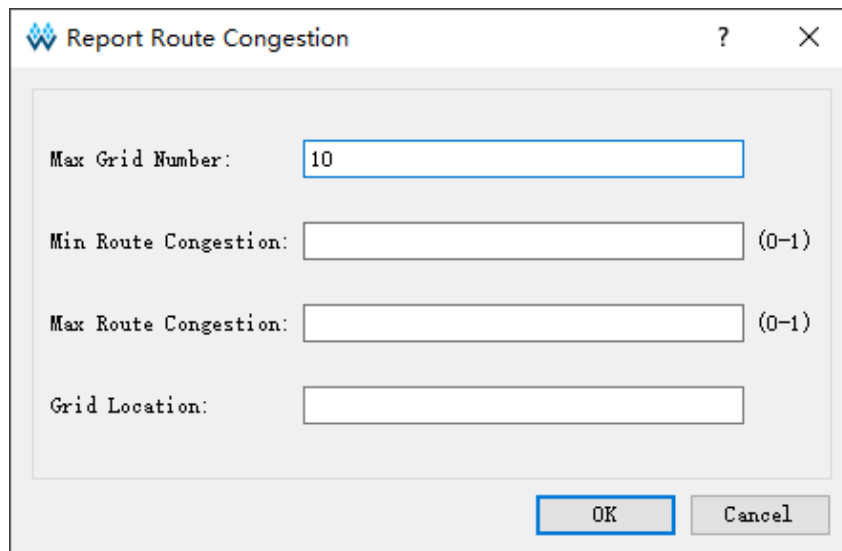 Report Route Congestion ?
Max Grid Number: 10
Min Route Congestion: (0-1)
Max Route Congestion: (0-1)
Grid Location:
OK Cancel